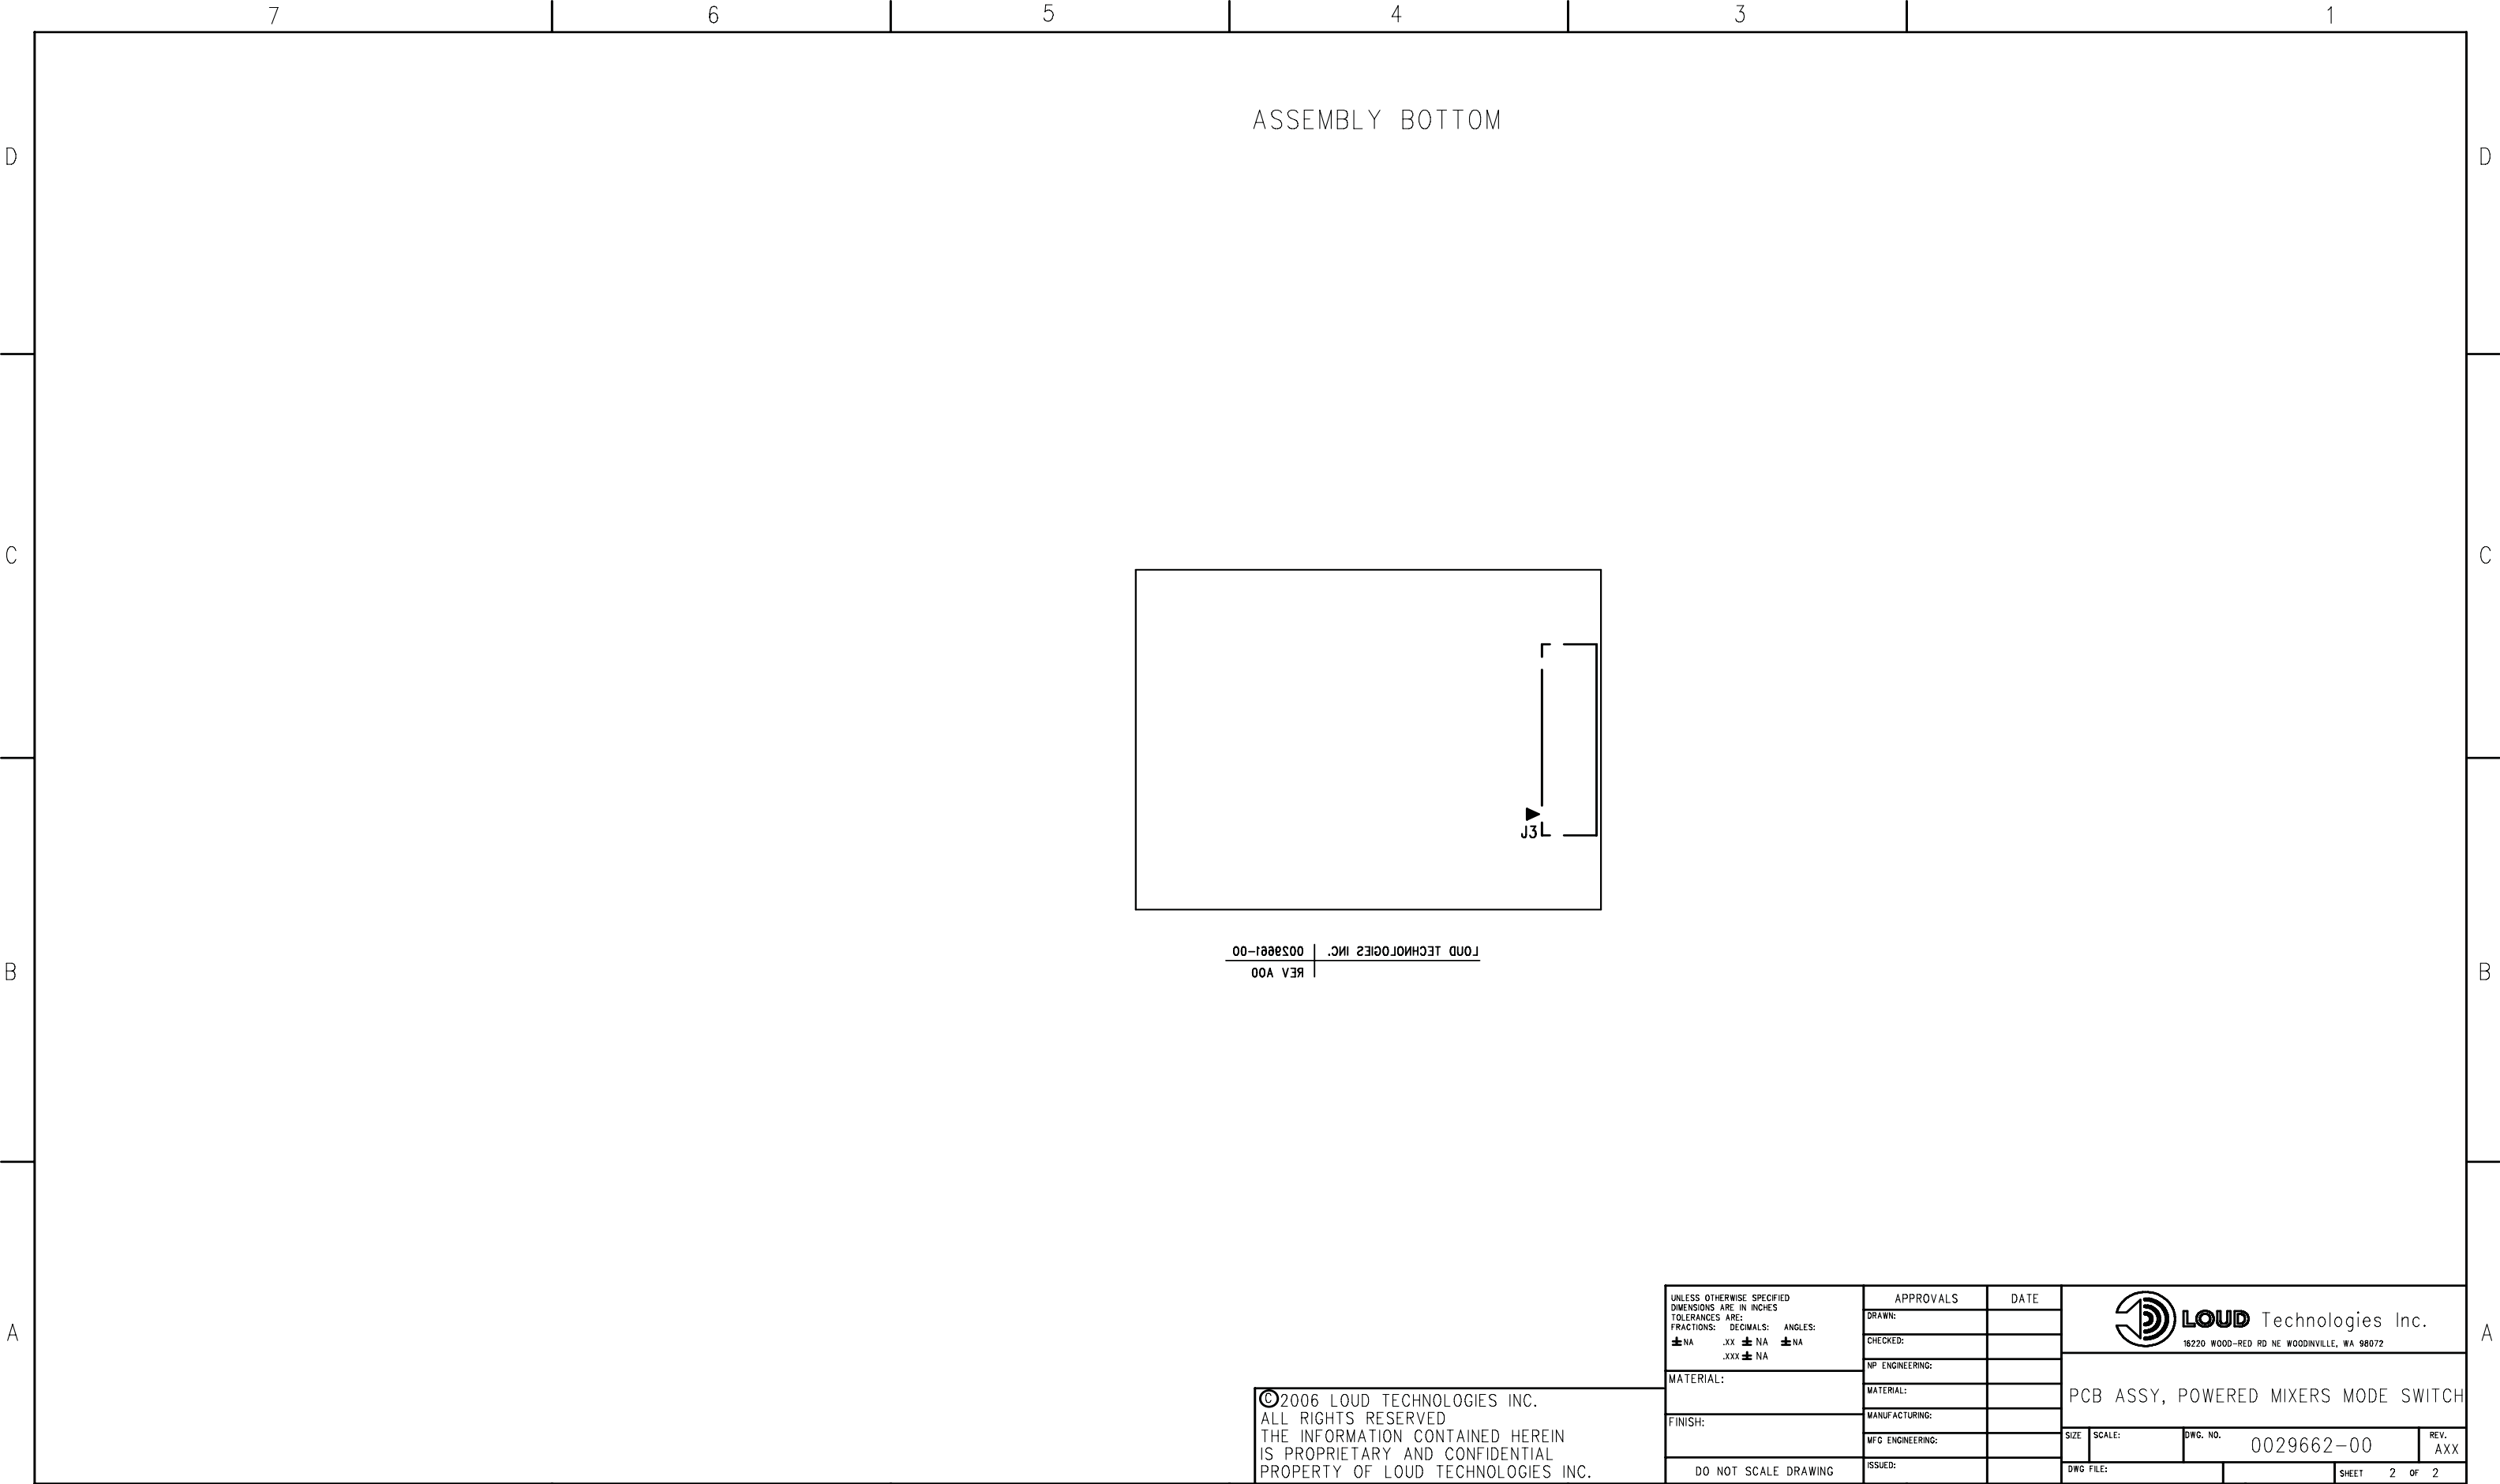 7 6 5 4 3 1
ASSEMBLY BOTTOM
D D
C C
J3
0029661-00 LOUD TECHNOLOGIES INC.
REV A00
B B
A A
UNLESS OTHERWISE SPECIFIED
DIMENSIONS ARE IN INCHES
TOLERANCES ARE:
FRACTIONS: DECIMALS: ANGLES:
±NA .XX ± NA ±NA
.XXX ± NA
MATERIAL:
FINISH:
DO NOT SCALE DRAWING
APPROVALS DATE
DRAWN:
CHECKED:
NP ENGINEERING:
MATERIAL:
MANUFACTURING:
MFG ENGINEERING:
ISSUED:
LOUD Technologies Inc.
16220 WOOD-RED RD NE WOODINVILLE, WA 98072
PCB ASSY, POWERED MIXERS MODE SWITCH
SIZE SCALE: DWG. NO. 0029662-00 REV. AXX
DWG FILE: SHEET 2 OF 2
©2006 LOUD TECHNOLOGIES INC.
ALL RIGHTS RESERVED
THE INFORMATION CONTAINED HEREIN
IS PROPRIETARY AND CONFIDENTIAL
PROPERTY OF LOUD TECHNOLOGIES INC.